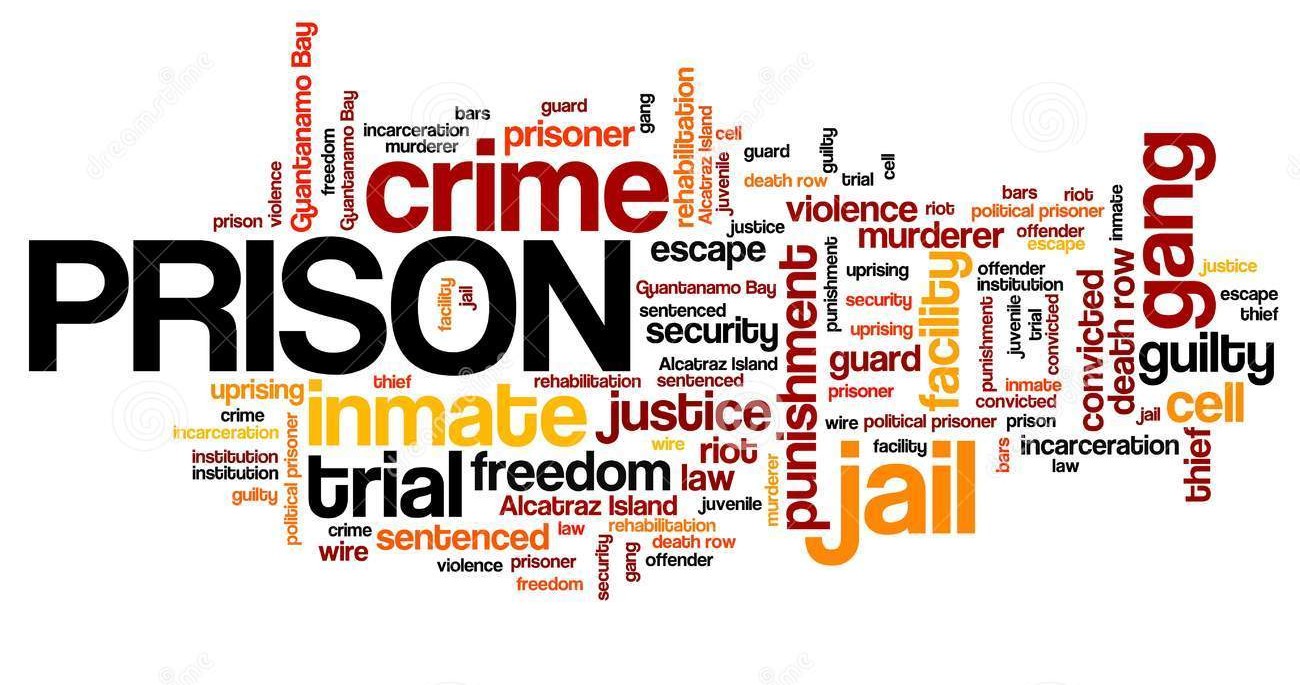 dreamstime
dreamstime
Guantanamo Bay
Guantanamo Bay
freedom
violence
prison
bars
guard
gang
incarceration
prisoner
murderer
crime
rehabilitation
Alcatraz Island
cell
juvenile
guard
guilty
cell
death row
trial
violence
riot
justice
murderer
bars
riot
political prisoner
offender
escape
inmate
gang
PRISON
facility
jail
escape
Guantanamo Bay
sentenced
security
Alcatraz Island
punishment
punishment
uprising
security
uprising
guard
prisoner
facility
offender
institution
punishment
juvenile
trial
convicted
inmate
convicted
convicted
death row
justice
escape
thief
guilty
cell
jail
thief
uprising
thief
rehabilitation
sentenced
crime
incarceration
inmate
justice
wire
riot
institution
institution
guilty
political prisoner
trial
freedom
law
Alcatraz Island
juvenile
murderer
wire
political prisoner
prison
facility
jail
bars
incarceration
law
crime
wire
sentenced
law
rehabilitation
death row
violence
prisoner
security
gang
offender
freedom